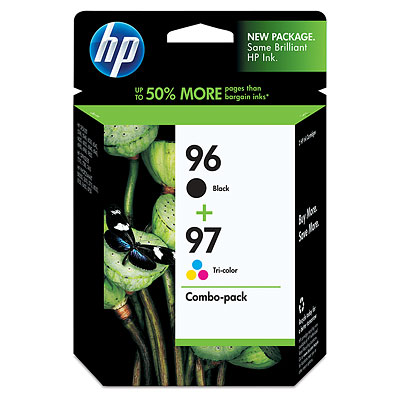 hp
NEW PACKAGE.
Same Brilliant
HP Ink.
UP TO 50% MORE pages than
bargain inks*
96
Black
+
97
Tri-color
Combo-pack
Buy More.
Save More.